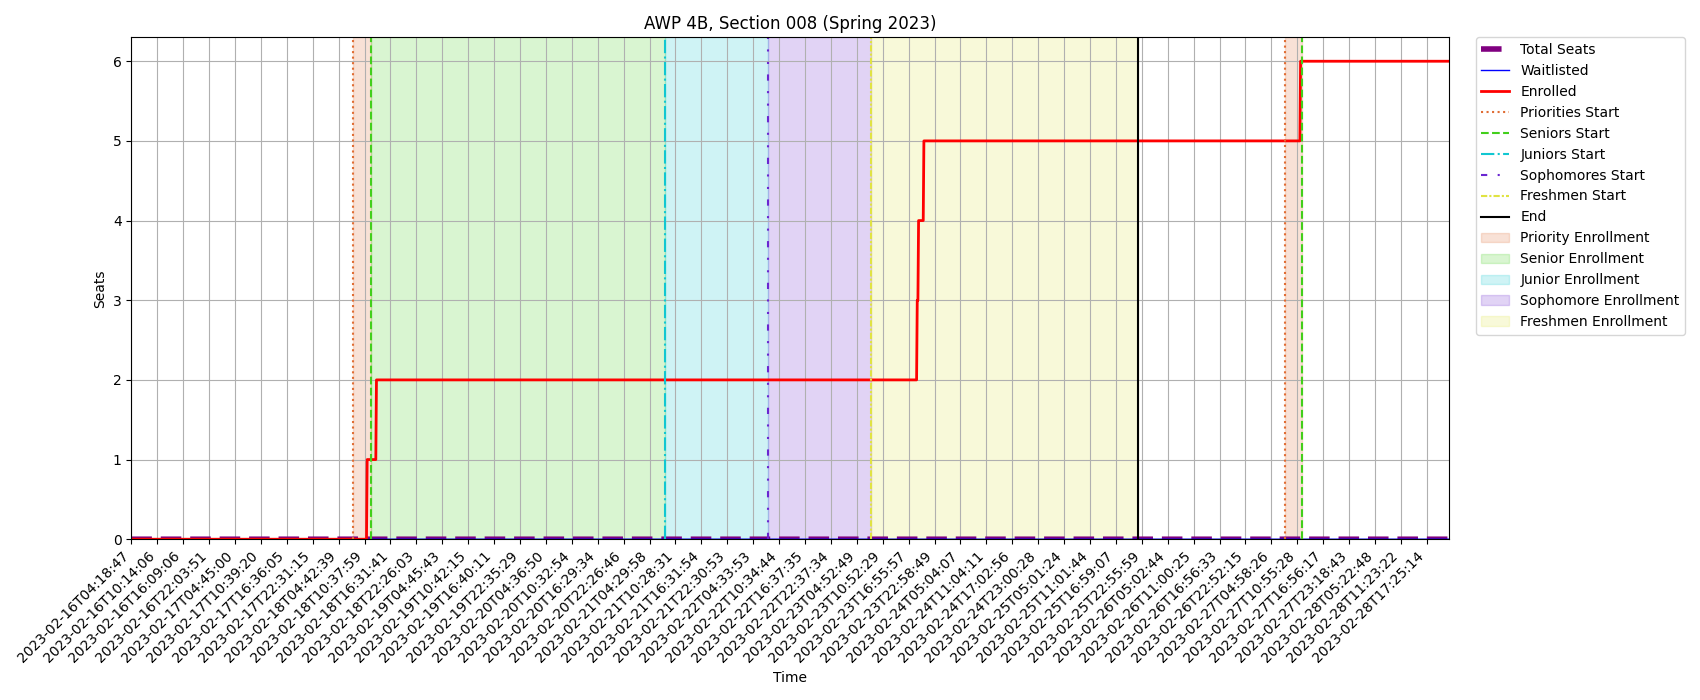 AWP 4B, Section 008 (Spring 2023)
Seats
6
5
4
3
2
1
0
2023-02-16T04:18:47
2023-02-16T10:14:06
2023-02-16T16:09:06
2023-02-16T22:03:51
2023-02-17T04:45:00
2023-02-17T10:39:20
2023-02-17T16:36:05
2023-02-17T22:31:15
2023-02-18T04:42:39
2023-02-18T10:37:59
2023-02-18T16:31:41
2023-02-18T22:26:03
2023-02-19T04:45:43
2023-02-19T10:42:15
2023-02-19T16:40:11
2023-02-19T22:35:29
2023-02-20T04:36:50
2023-02-20T10:32:54
2023-02-20T16:29:34
2023-02-20T22:26:46
2023-02-21T04:29:58
2023-02-21T10:28:31
2023-02-21T16:31:54
2023-02-21T22:30:53
2023-02-22T04:33:53
2023-02-22T10:34:44
2023-02-22T16:37:35
2023-02-22T22:37:34
2023-02-23T04:52:49
2023-02-23T10:52:29
2023-02-23T16:55:57
2023-02-23T22:58:49
2023-02-24T05:04:07
2023-02-24T11:04:11
2023-02-24T17:02:56
2023-02-24T23:00:28
2023-02-25T05:01:24
2023-02-25T11:01:44
2023-02-25T16:59:07
2023-02-25T22:55:59
2023-02-26T05:02:44
2023-02-26T11:00:25
2023-02-26T16:56:33
2023-02-26T22:52:15
2023-02-27T04:58:26
2023-02-27T10:55:28
2023-02-27T16:56:17
2023-02-27T23:18:43
2023-02-28T05:22:48
2023-02-28T11:23:22
2023-02-28T17:25:14
Time
Total Seats
Waitlisted
Enrolled
Priorities Start
Seniors Start
Juniors Start
Sophomores Start
Freshmen Start
End
Priority Enrollment
Senior Enrollment
Junior Enrollment
Sophomore Enrollment
Freshmen Enrollment